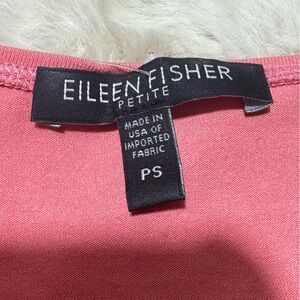 EILEEN FISHER
PETITE
MADE IN
USA OF
IMPORTED
FABRIC
PS